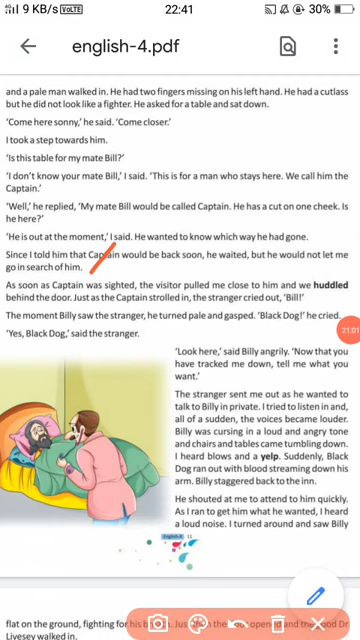 9 KB/s VoLTE 22:41 30%
english-4.pdf
and a pale man walked in. He had two fingers missing on his left hand. He had a cutlass
but he did not look like a fighter. He asked for a table and sat down.
'Come here sonny,' he said. 'Come closer.'
I took a step towards him.
'Is this table for my mate Bill?'
'I don't know your mate Bill,' I said. 'This is for a man who stays here. We call him the
Captain.'
'Well,' he replied, 'My mate Bill would be called Captain. He has a cut on one cheek. Is
he here?'
'He is out at the moment,' I said. He wanted to know which way he had gone.
Since I told him that Captain would be back soon, he waited, but he would not let me
go in search of him.
As soon as Captain was sighted, the visitor pulled me close to him and we huddled
behind the door. Just as the Captain strolled in, the stranger cried out, 'Bill!'
The moment Billy saw the stranger, he turned pale and gasped. 'Black Dog!' he cried.
21:01
'Yes, Black Dog,' said the stranger.
'Look here,' said Billy angrily. 'Now that you
have tracked me down, tell me what you
want.'
The stranger sent me out as he wanted to
talk to Billy in private. I tried to listen in and,
all of a sudden, the voices became louder.
Billy was cursing in a loud and angry tone
and chairs and tables came tumbling down.
I heard blows and a yelp. Suddenly, Black
Dog ran out with blood streaming down his
arm. Billy staggered back to the inn.
He shouted at me to attend to him quickly.
As I ran to get him what he wanted, I heard
a loud noise. I turned around and saw Billy
English-4 11
flat on the ground, fighting for his Just the door opened and Dr
Livesey walked in.